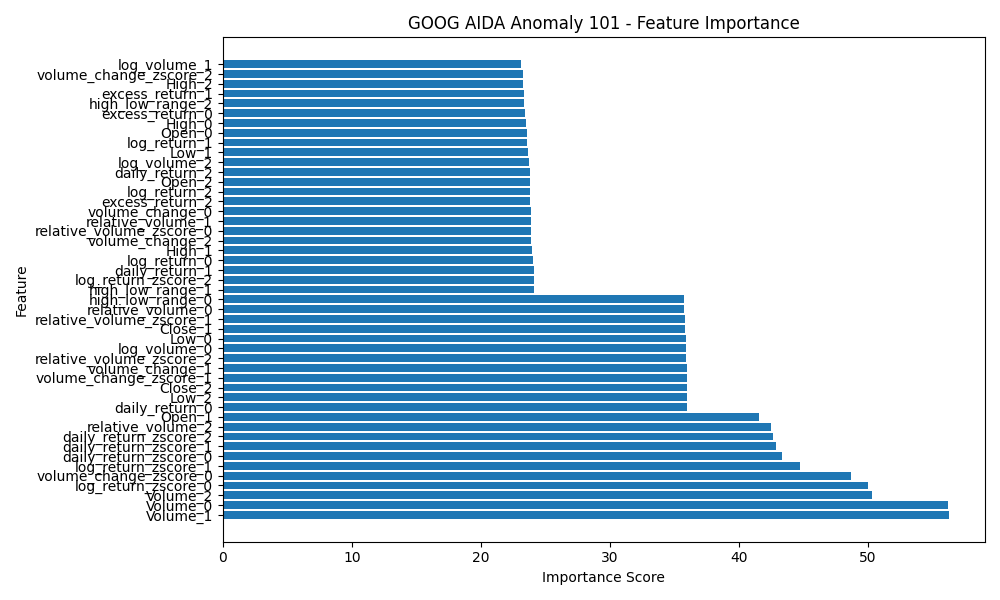 GOOG AIDA Anomaly 101 - Feature Importance
log_volume_1
volume_change_zscore_2
High_2
excess_return_1
high_low_range_2
excess_return_0
High_0
Open_0
log_return_1
Low_1
log_volume_2
daily_return_2
Open_2
log_return_2
excess_return_2
volume_change_0
relative_volume_1
relative_volume_zscore_0
volume_change_2
High_1
log_return_0
daily_return_1
log_return_zscore_2
high_low_range_1
high_low_range_0
relative_volume_0
relative_volume_zscore_1
Close_1
Low_0
log_volume_0
relative_volume_zscore_2
volume_change_1
volume_change_zscore_1
Close_2
Low_2
daily_return_0
Open_1
relative_volume_2
daily_return_zscore_2
daily_return_zscore_1
daily_return_zscore_0
log_return_zscore_1
volume_change_zscore_0
log_return_zscore_0
Volume_2
Volume_0
Volume_1
Feature
0 10 20 30 40 50
Importance Score